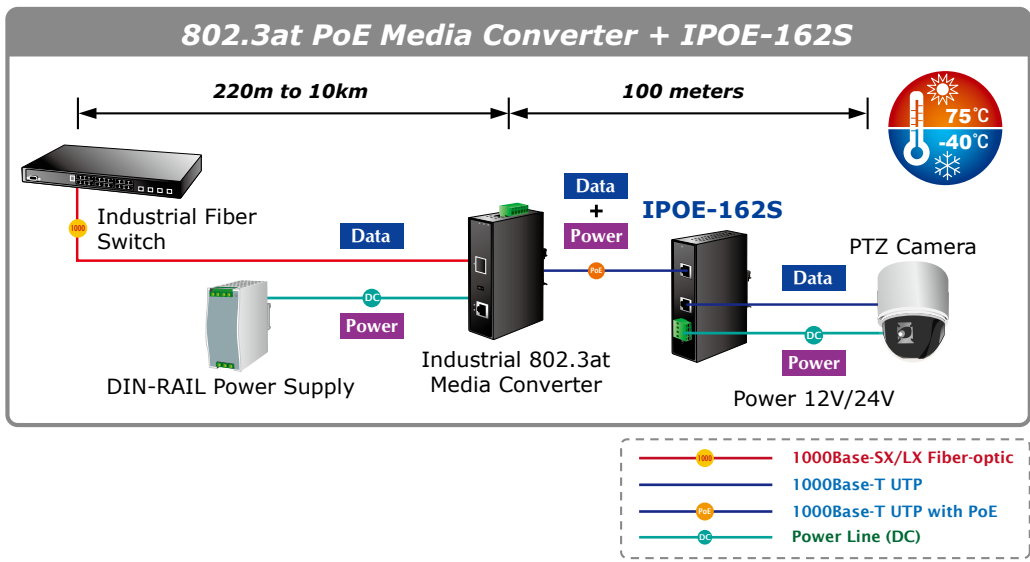 802.3at PoE Media Converter + IPOE-162S
220m to 10km
100 meters
75°C
-40°C
1000
Industrial Fiber
Switch
Data
Data
+
Power
IPOE-162S
PTZ Camera
PoE
Data
DC
Power
DC
Power
DIN-RAIL Power Supply
Industrial 802.3at
Media Converter
Power 12V/24V
1000
1000Base-SX/LX Fiber-optic
1000Base-T UTP
PoE
1000Base-T UTP with PoE
DC
Power Line (DC)